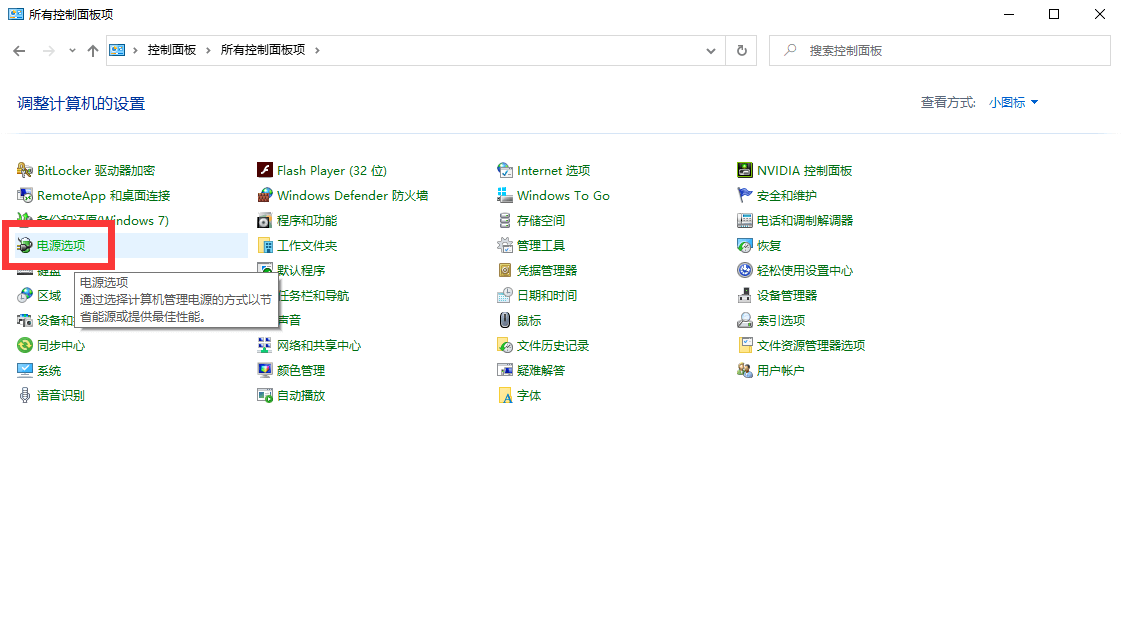 所有控制面板项
控制面板 所有控制面板项
搜索控制面板
调整计算机的设置
查看方式: 小图标
BitLocker 驱动器加密
Flash Player (32 位)
Internet 选项
NVIDIA 控制面板
RemoteApp 和桌面连接
Windows Defender 防火墙
Windows To Go
安全和维护
备份和还原(Windows 7)
程序和功能
存储空间
电话和调制解调器
电源选项
工作文件夹
管理工具
恢复
键盘
默认程序
凭据管理器
轻松使用设置中心
区域
任务栏和导航
日期和时间
设备管理器
设备和
声音
鼠标
索引选项
电源选项
通过选择计算机管理电源的方式以节
省能源或提供最佳性能。
同步中心
网络和共享中心
文件历史记录
文件资源管理器选项
系统
颜色管理
疑难解答
用户帐户
语音识别
自动播放
字体